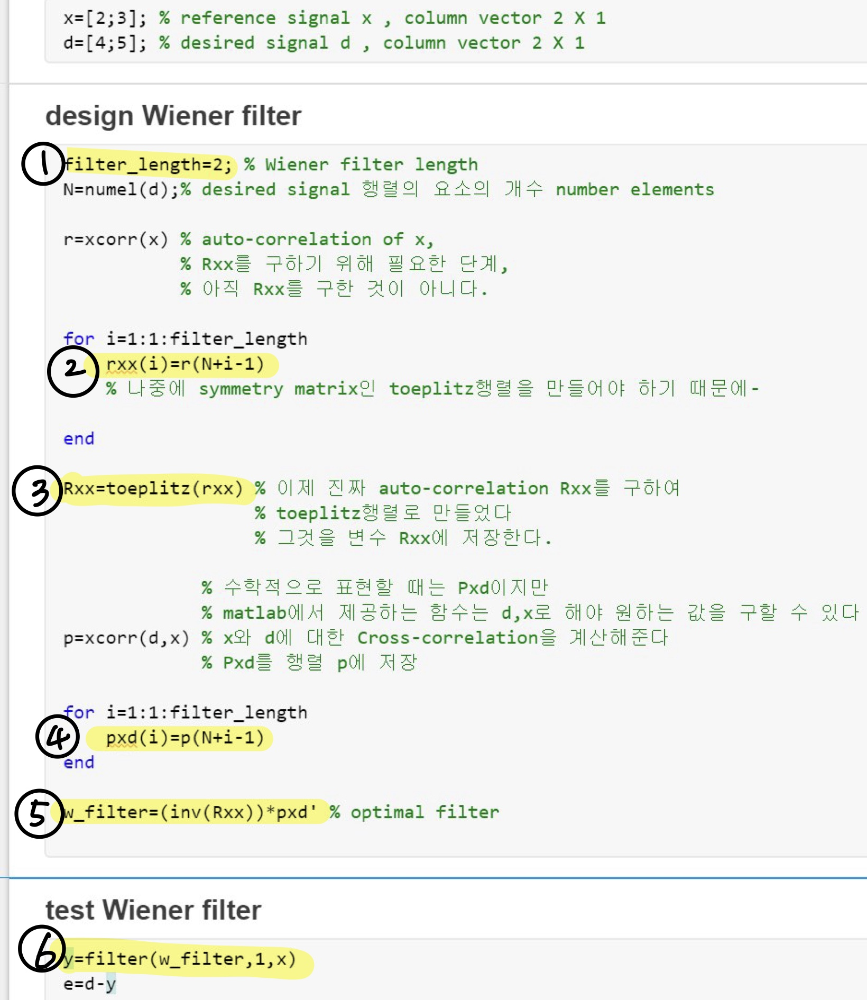 x=[2;3]; % reference signal x , column vector 2 X 1
d=[4;5]; % desired signal d , column vector 2 X 1
design Wiener filter
① filter_length=2; % Wiener filter length
N=numel(d);% desired signal 행렬의 요소의 개수 number elements
r=xcorr(x) % auto-correlation of x,
% Rxx를 구하기 위해 필요한 단계,
% 아직 Rxx를 구한 것이 아니다.
for i=1:1:filter_length
② rxx(i)=r(N+i-1)
% 나중에 symmetry matrix인 toeplitz행렬을 만들어야 하기 때문에-
end
③ Rxx=toeplitz(rxx) % 이제 진짜 auto-correlation Rxx를 구하여
% toeplitz행렬로 만들었다
% 그것을 변수 Rxx에 저장한다.
% 수학적으로 표현할 때는 Pxd이지만
% matlab에서 제공하는 함수는 d,x로 해야 원하는 값을 구할 수 있다
p=xcorr(d,x) % x와 d에 대한 Cross-correlation을 계산해준다
% Pxd를 행렬 p에 저장
for i=1:1:filter_length
④ pxd(i)=p(N+i-1)
end
⑤ w_filter=(inv(Rxx))*pxd' % optimal filter
test Wiener filter
⑥ y=filter(w_filter,1,x)
e=d-y